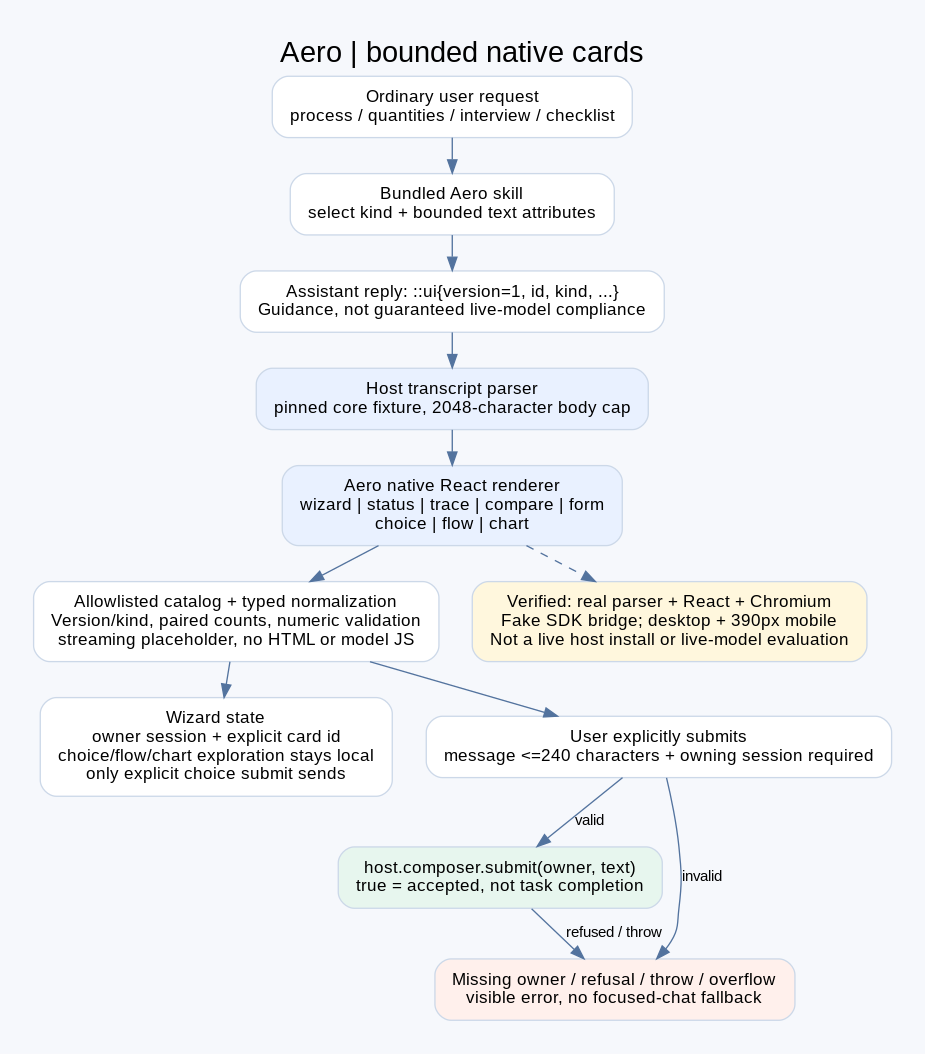 Aero | bounded native cards
Ordinary user request
process / quantities / interview / checklist
Bundled Aero skill
select kind + bounded text attributes
Assistant reply: ::ui{version=1, id, kind, ...}
Guidance, not guaranteed live-model compliance
Host transcript parser
pinned core fixture, 2048-character body cap
Aero native React renderer
wizard | status | trace | compare | form
choice | flow | chart
Allowlisted catalog + typed normalization
Version/kind, paired counts, numeric validation
streaming placeholder, no HTML or model JS
Verified: real parser + React + Chromium
Fake SDK bridge; desktop + 390px mobile
Not a live host install or live-model evaluation
Wizard state
owner session + explicit card id
choice/flow/chart exploration stays local
only explicit choice submit sends
User explicitly submits
message <=240 characters + owning session required
valid
host.composer.submit(owner, text)
true = accepted, not task completion
invalid
refused / throw
Missing owner / refusal / throw / overflow
visible error, no focused-chat fallback